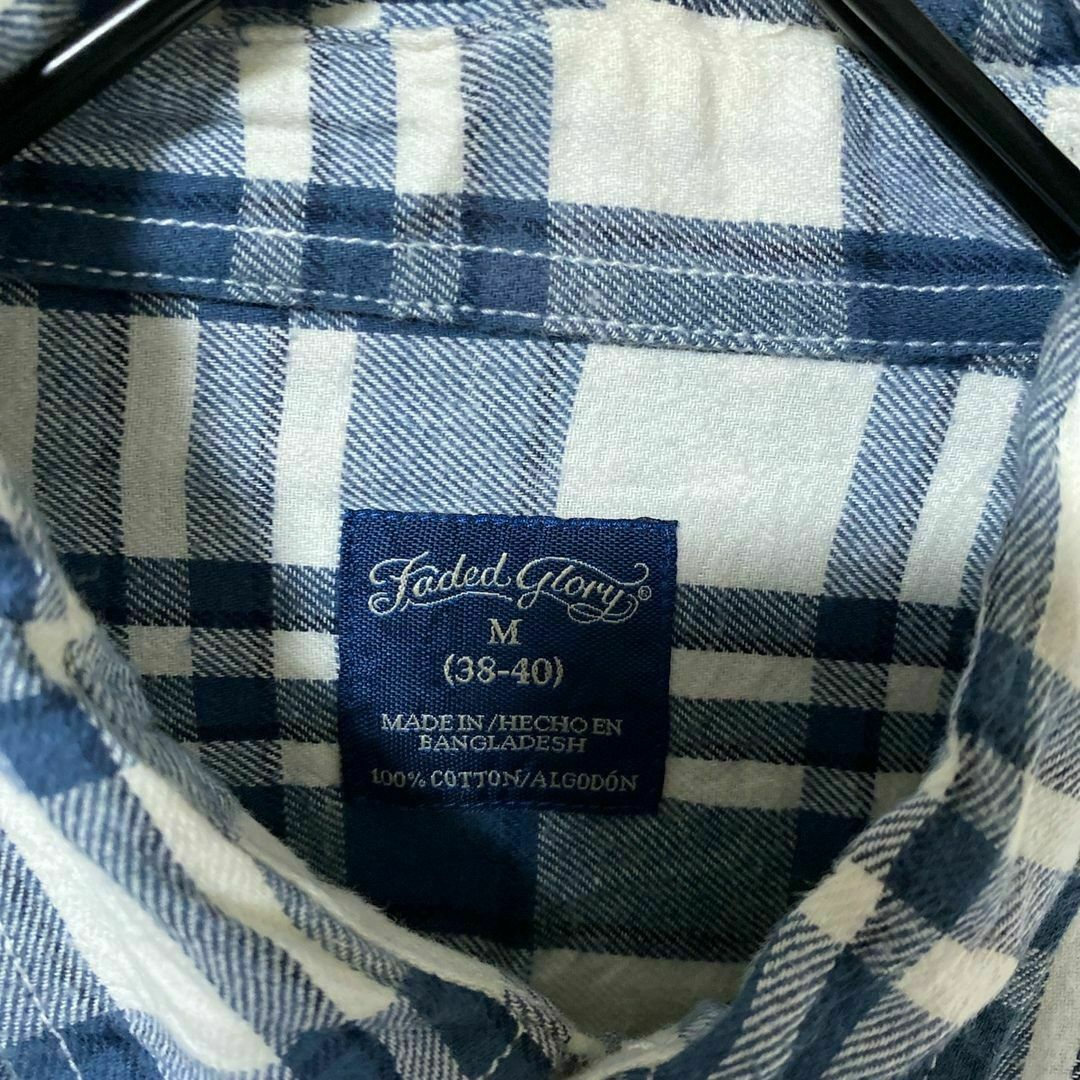 Faded Glory®
M
(38-40)
MADE IN/HECHO EN
BANGLADESH
100% COTTON/ALGODÓN